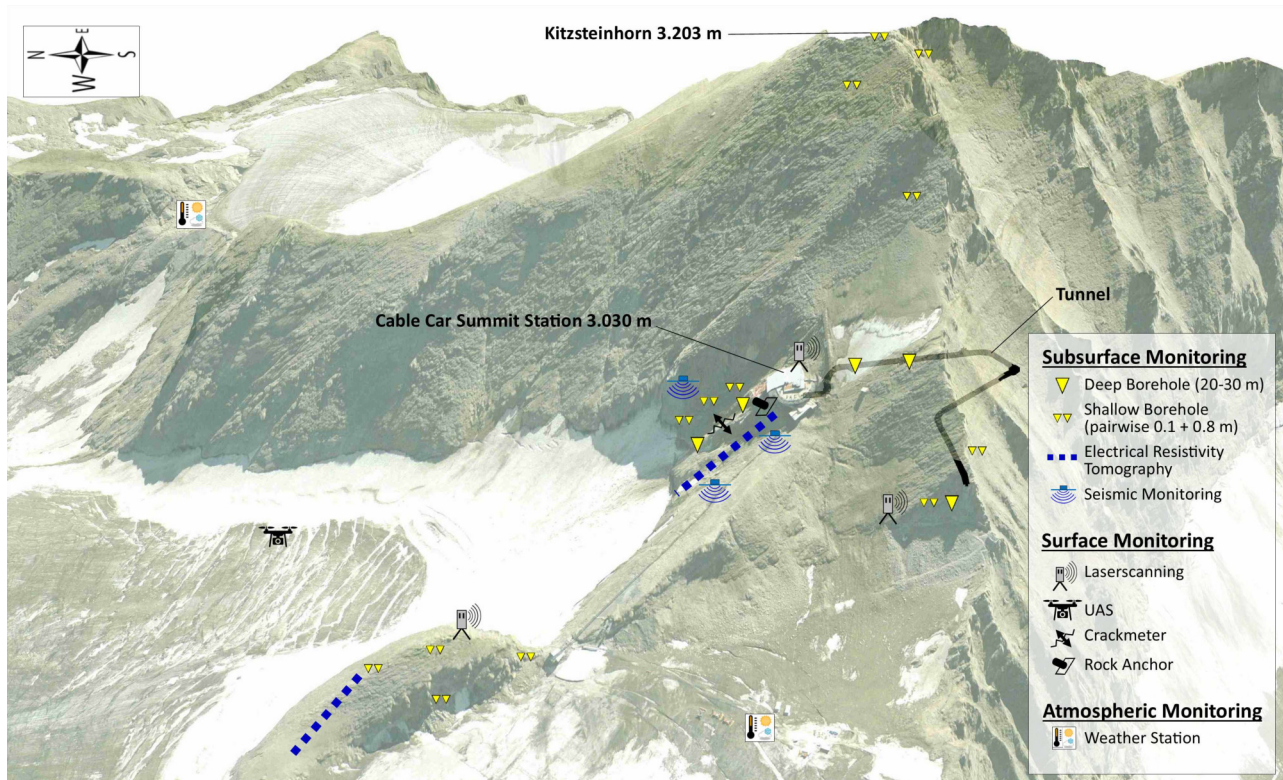 E
N
S
W
Kitzsteinhorn 3.203 m
Cable Car Summit Station 3.030 m
Tunnel
Subsurface Monitoring
Deep Borehole (20-30 m)
Shallow Borehole
(pairwise 0.1 + 0.8 m)
Electrical Resistivity
Tomography
Seismic Monitoring
Surface Monitoring
Laserscanning
UAS
Crackmeter
Rock Anchor
Atmospheric Monitoring
Weather Station